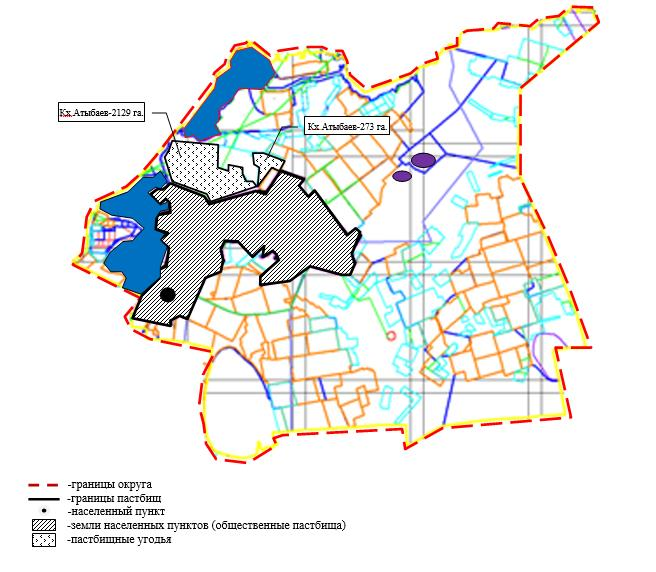 Кх.Атыбаев-2129 га.
Кх.Атыбаев-273 га.
-границы округа
-границы пастбищ
-населенный пункт
-земли населенных пунктов (общественные пастбища)
-пастбищные угодья